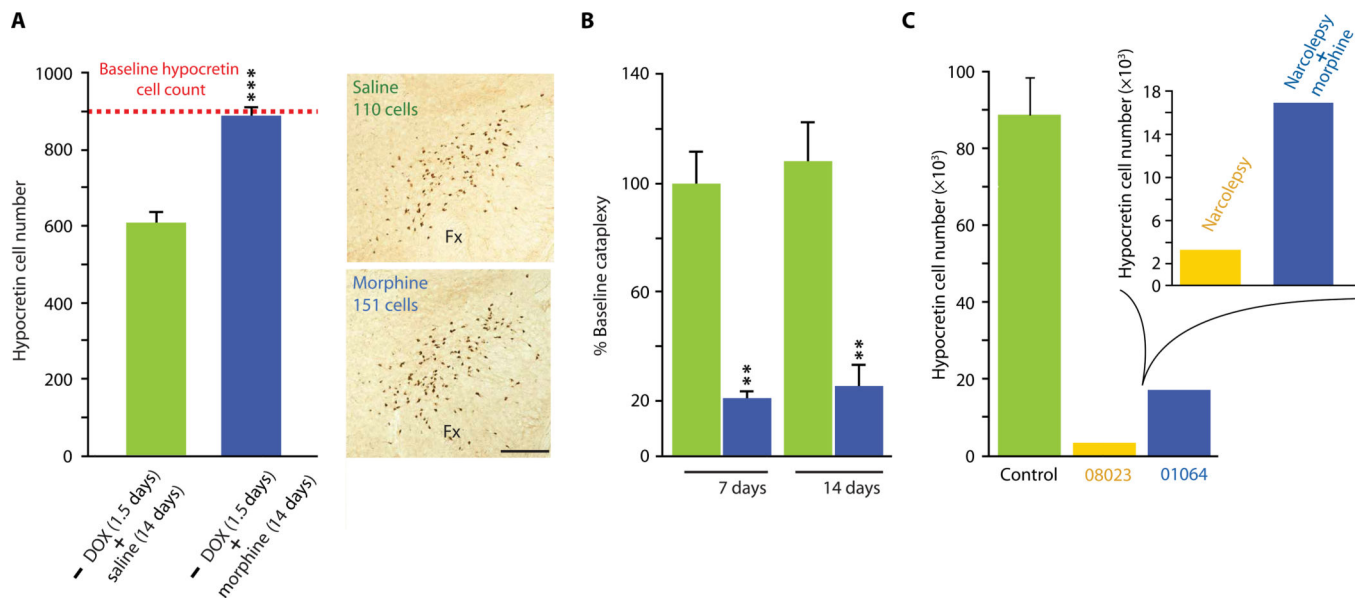 A
Hypocretin cell number
1000
800
600
400
200
0
Baseline hypocretin
cell count
***
– DOX (1.5 days)
+
saline (14 days)
– DOX (1.5 days)
+
morphine (14 days)
Saline
110 cells
Fx
Morphine
151 cells
Fx
B
% Baseline cataplexy
140
100
60
20
0
**
**
7 days
14 days
C
Hypocretin cell number (×10³)
100
80
60
40
20
0
Control
08023
01064
Hypocretin cell number (×10³)
18
14
10
6
2
0
Narcolepsy
Narcolepsy
+
morphine